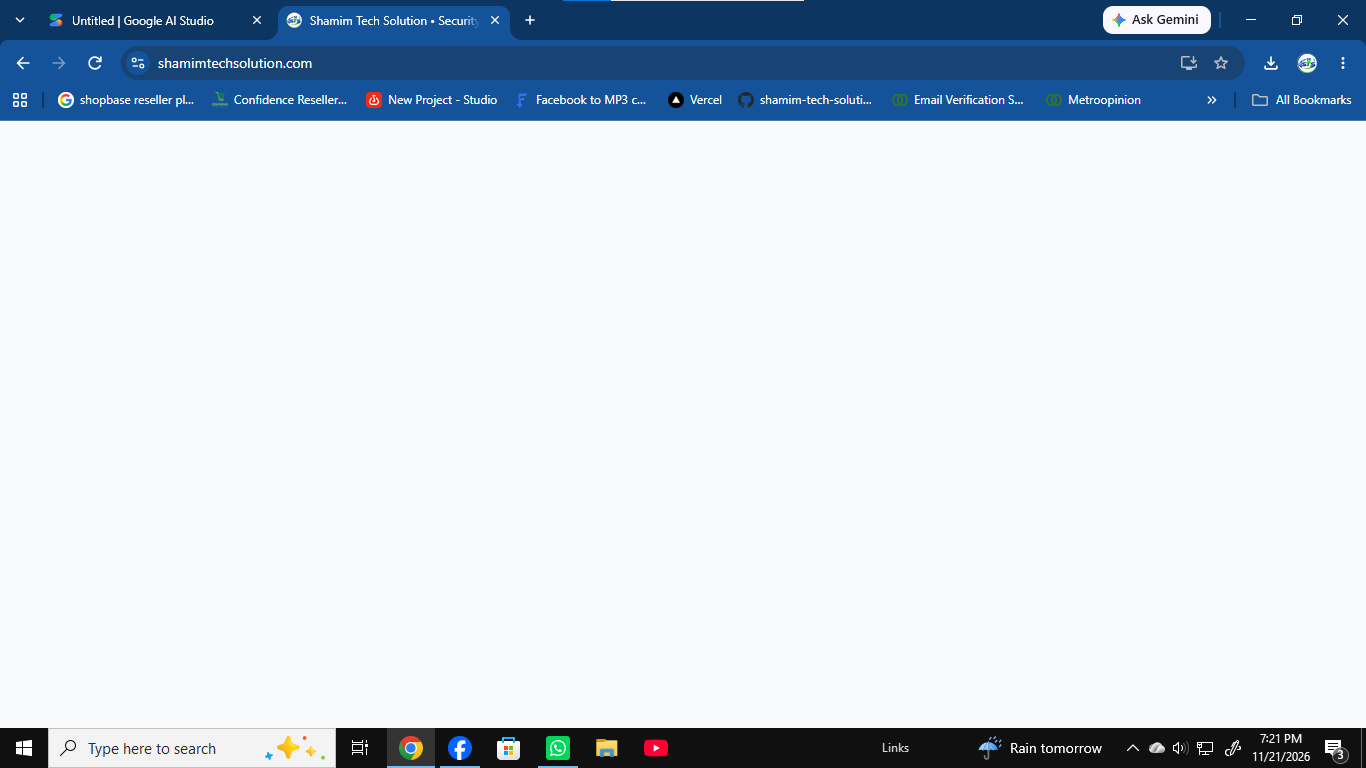 Untitled | Google AI Studio
Shamim Tech Solution • Security
Ask Gemini
shamimtechsolution.com
shopbase reseller pl...
Confidence Reseller...
New Project - Studio
Facebook to MP3 c...
Vercel
shamim-tech-soluti...
Email Verification S...
Metroopinion
All Bookmarks
Type here to search
Links
Rain tomorrow
7:21 PM
11/21/2026
3